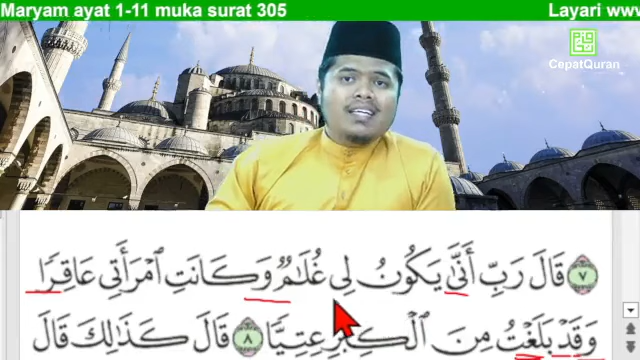 Maryam ayat 1-11 muka surat 305
Layari www
CepatQuran
٧ قَالَ رَبِّ أَنَّىٰ يَكُونُ لِي غُلَـٰمٌ وَكَانَتِ ٱمْرَأَتِي عَاقِرًا
وَقَدْ بَلَغْتُ مِنَ ٱلْكِبَرِ عِتِيًّا ٨ قَالَ كَذَٰلِكَ قَالَ